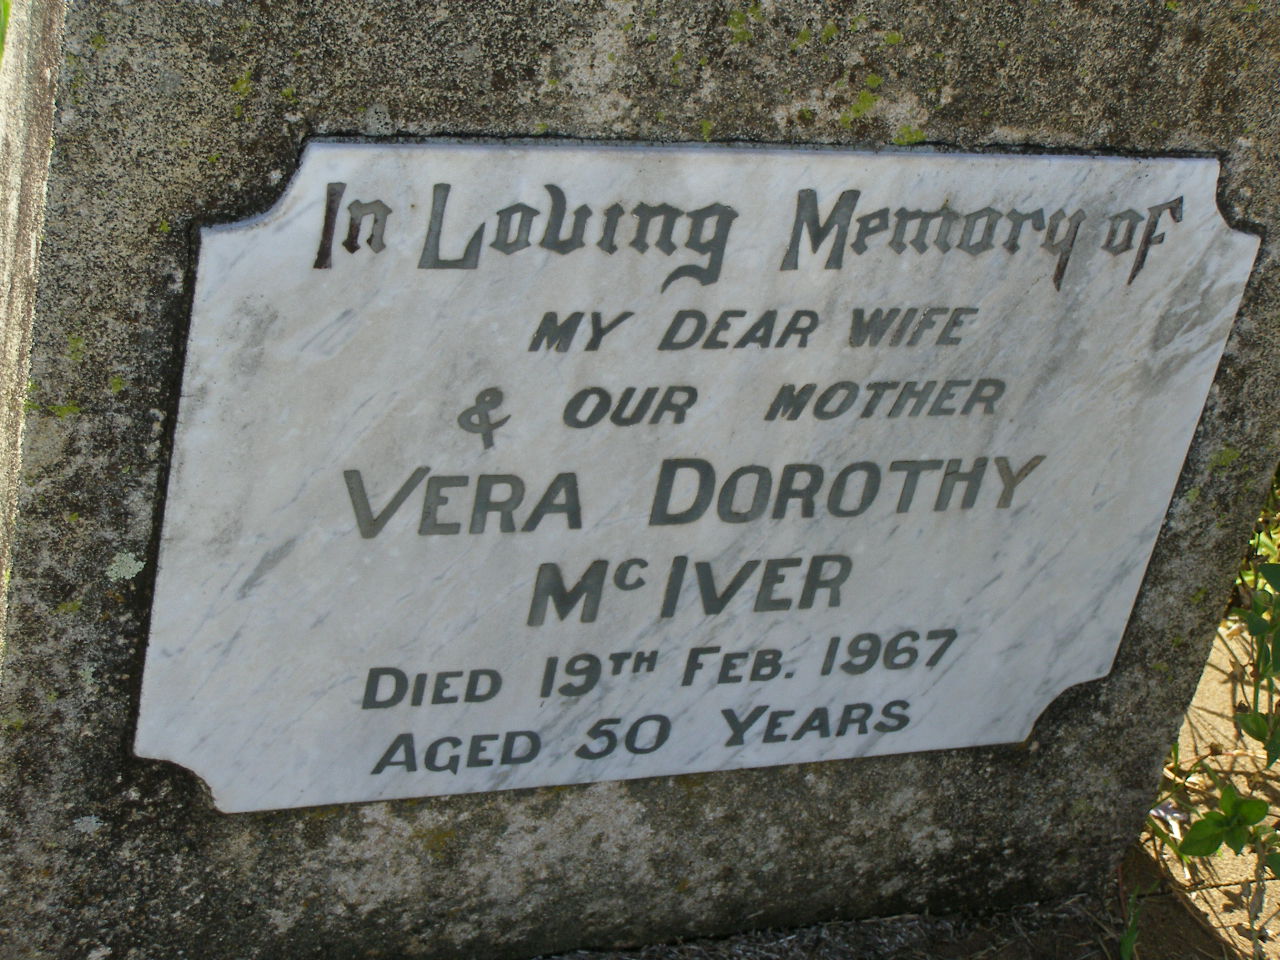 In Loving Memory of
MY DEAR WIFE
& OUR MOTHER
VERA DOROTHY
McIVER
DIED 19TH FEB. 1967
AGED 50 YEARS